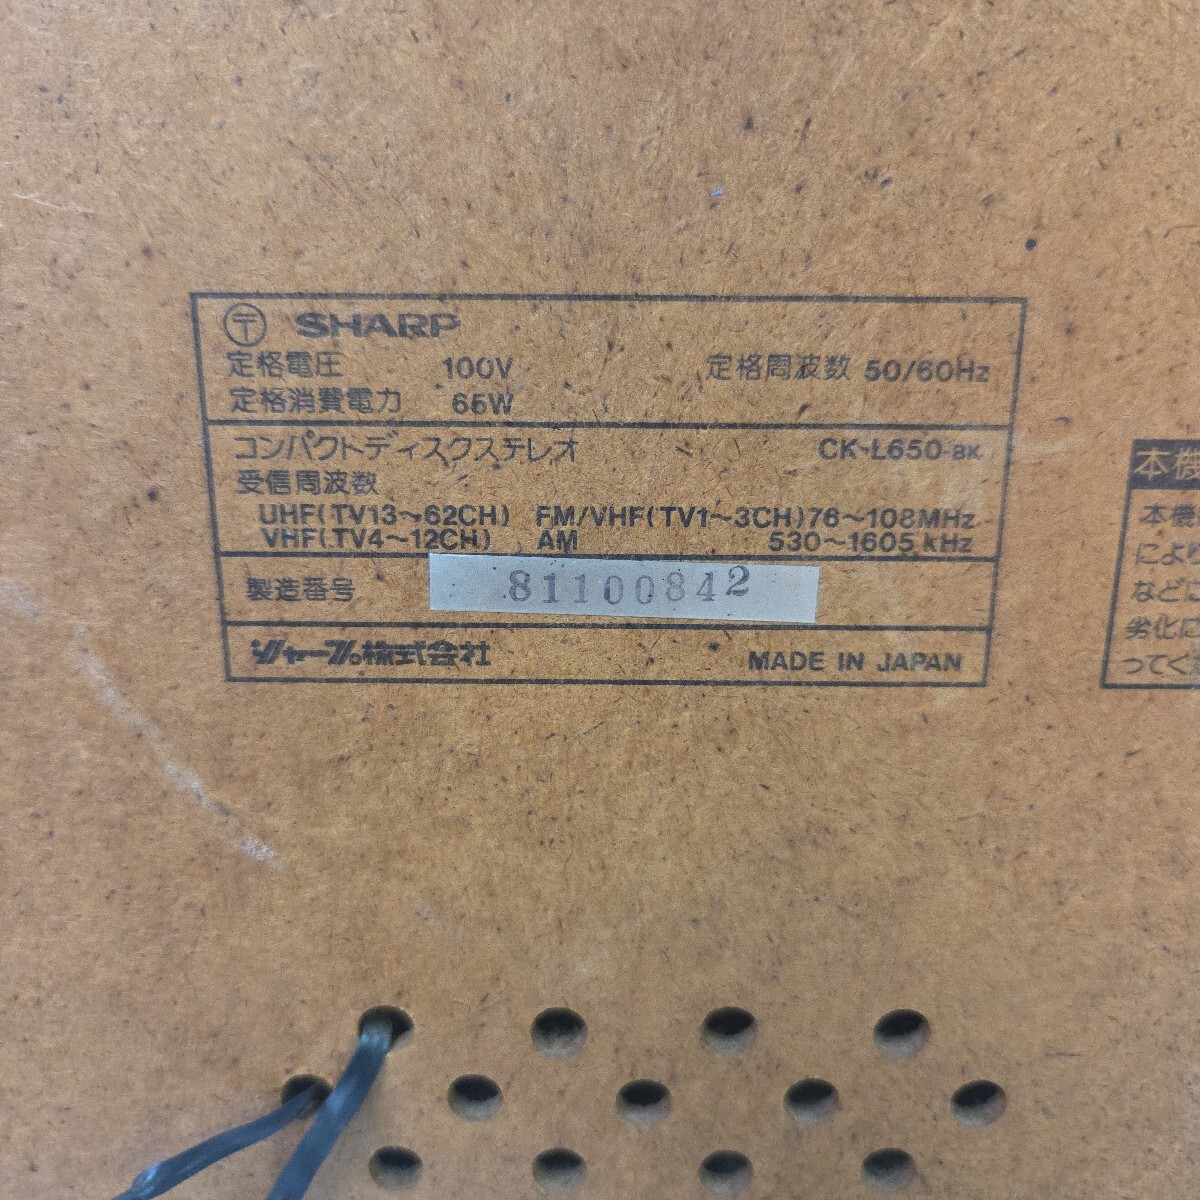 〒 SHARP
定格電圧 100V 定格周波数 50/60Hz
定格消費電力 65W
コンパクトディスクステレオ CK-L650-BK
受信周波数
UHF(TV13~62CH) FM/VHF(TV1~3CH)76~108MHz
VHF(TV4~12CH) AM 530~1605 kHz
製造番号 81100842
シャープ株式会社 MADE IN JAPAN
本機
本機
により
などに
劣化に
ってくだ